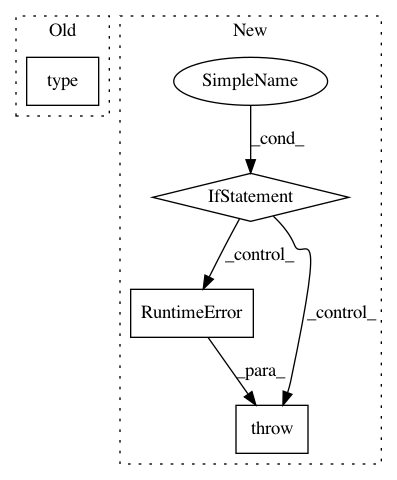 Old
New
type
SimpleName
_cond_
IfStatement
_control_
RuntimeError
_control_
_para_
throw